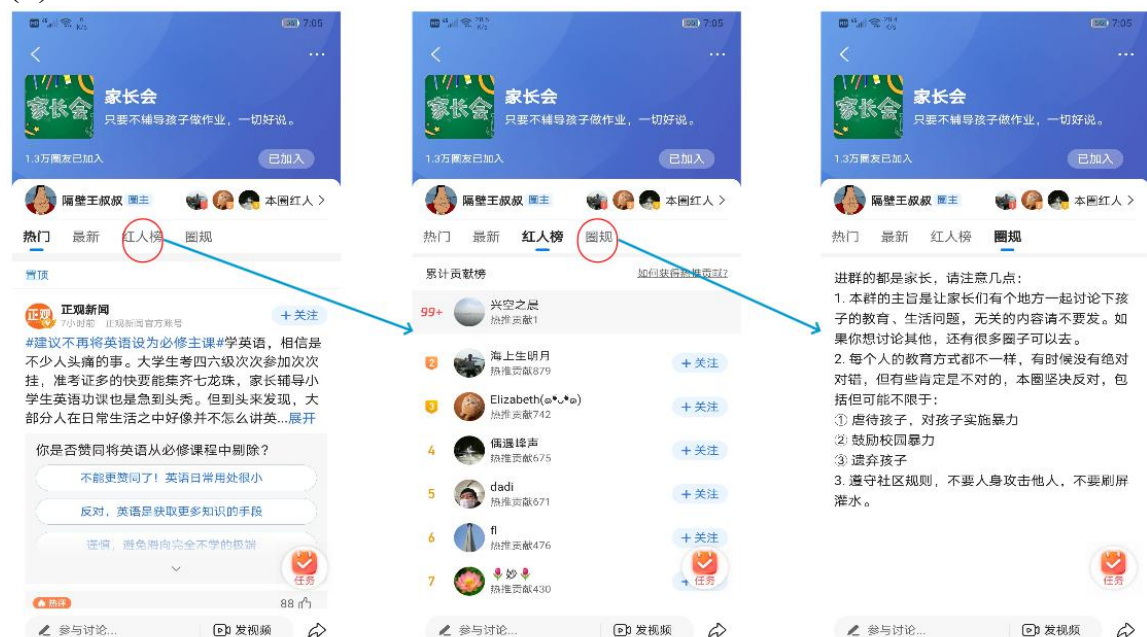 7:05
家长会
家长会
只要不辅导孩子做作业，一切好说。
1.3万圈友已加入
已加入
隔壁王叔叔 圈主
本圈红人 >
热门 最新 红人榜 圈规
置顶
正观
正观新闻
7小时前 正观新闻官方账号
+关注
#建议不再将英语设为必修主课#学英语，相信是
不少人头痛的事。大学生考四六级次次参加次次
挂，准考证多的快要能集齐七龙珠，家长辅导小
学生英语功课也是急到头秃。但到头来发现，大
部分人在日常生活之中好像并不怎么讲英...展开
你是否赞同将英语从必修课程中剔除？
不能更赞同了！英语日常用处很小
反对，英语是获取更多知识的手段
谨慎，避免滑向完全不学的极端
任务
热评
88
参与讨论...
发视频
7:05
家长会
家长会
只要不辅导孩子做作业，一切好说。
1.3万圈友已加入
已加入
隔壁王叔叔 圈主
本圈红人 >
热门 最新 红人榜 圈规
累计贡献榜
如何获得热推贡献?
99+
兴空之晨
热推贡献1
2
海上生明月
热推贡献879
+关注
3
Elizabeth(๑•ᴗ•๑)
热推贡献742
+关注
4
偶遇峰声
热推贡献675
+关注
5
dadi
热推贡献671
+关注
6
fl
热推贡献476
+关注
7
热推贡献430
任务
参与讨论...
发视频
7:05
家长会
家长会
只要不辅导孩子做作业，一切好说。
1.3万圈友已加入
已加入
隔壁王叔叔 圈主
本圈红人 >
热门 最新 红人榜 圈规
进群的都是家长，请注意几点：
1. 本群的主旨是让家长们有个地方一起讨论下孩
子的教育、生活问题，无关的内容请不要发。如
果你想讨论其他，还有很多圈子可以去。
2. 每个人的教育方式都不一样，有时候没有绝对
对错，但有些肯定是不对的，本圈坚决反对，包
括但可能不限于：
① 虐待孩子，对孩子实施暴力
② 鼓励校园暴力
③ 遗弃孩子
3. 遵守社区规则，不要人身攻击他人，不要刷屏
灌水。
任务
参与讨论...
发视频